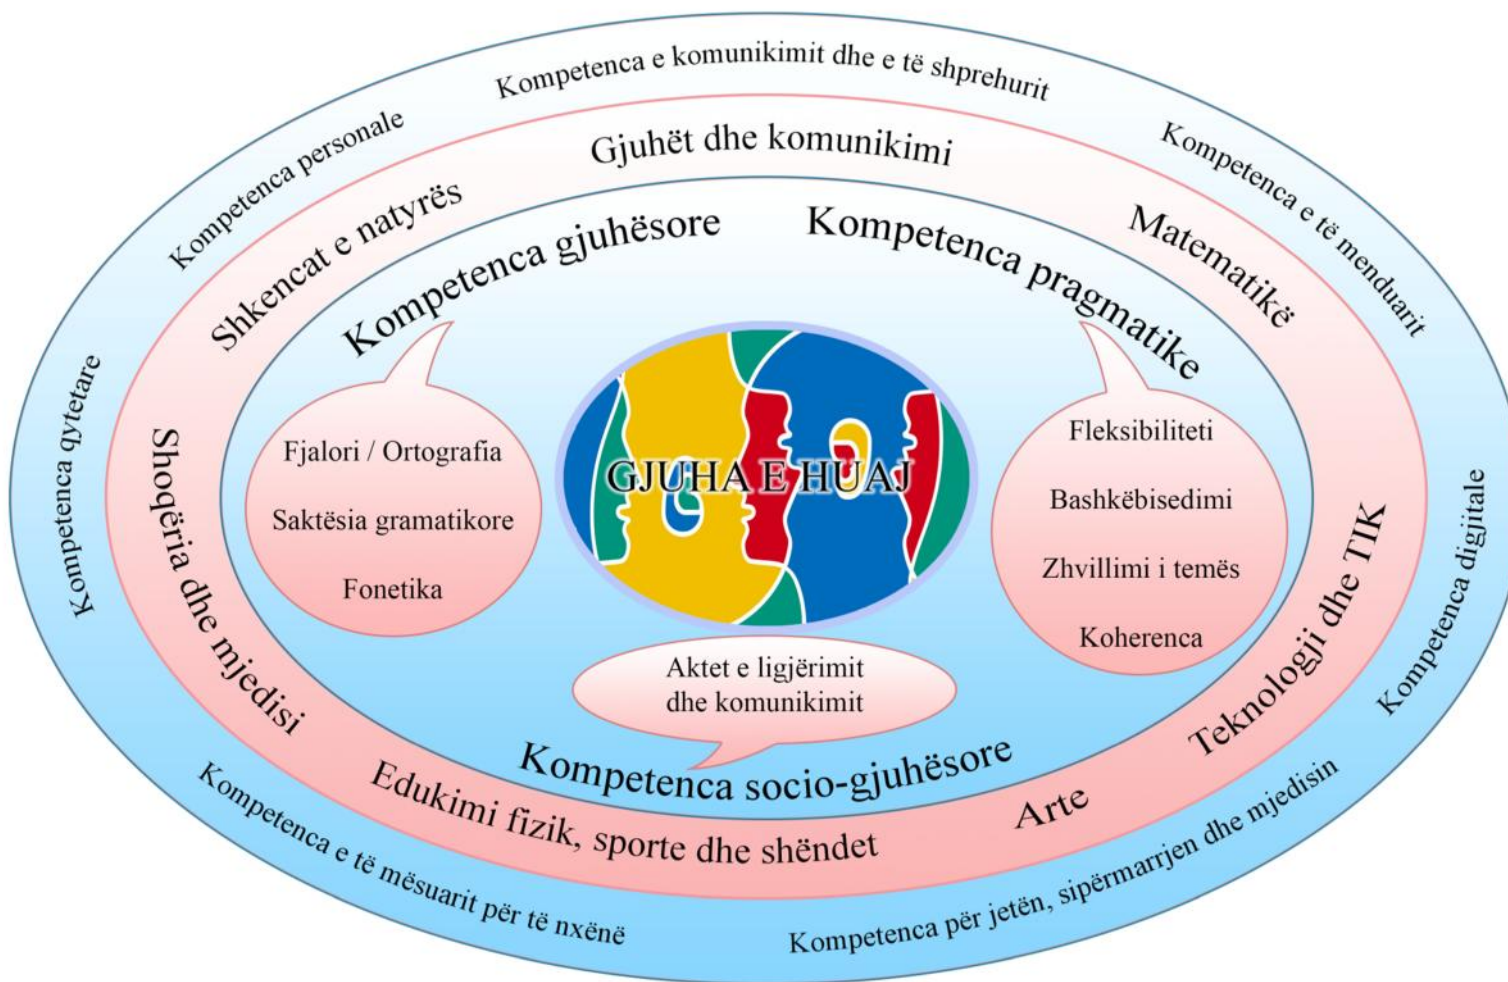 Kompetenca e komunikimit dhe e të shprehurit
Kompetenca e të menduarit
Kompetenca digjitale
Kompetenca për jetën, sipërmarrjen dhe mjedisin
Kompetenca e të mësuarit për të nxënë
Kompetenca qytetare
Kompetenca personale
Gjuhët dhe komunikimi
Matematikë
Teknologji dhe TIK
Arte
Edukimi fizik, sporte dhe shëndet
Shoqëria dhe mjedisi
Shkencat e natyrës
Kompetenca gjuhësore
Fjalori / Ortografia
Saktësia gramatikore
Fonetika
Kompetenca pragmatike
Fleksibiliteti
Bashkëbisedimi
Zhvillimi i temës
Koherenca
GJUHA E HUAJ
Aktet e ligjërimit
dhe komunikimit
Kompetenca socio-gjuhësore